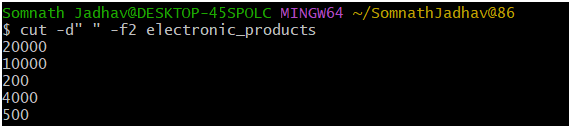 Somnath Jadhav@DESKTOP-45SPOLC MINGW64 ~/SomnathJadhav@86
$ cut -d" " -f2 electronic_products
20000
10000
200
4000
500